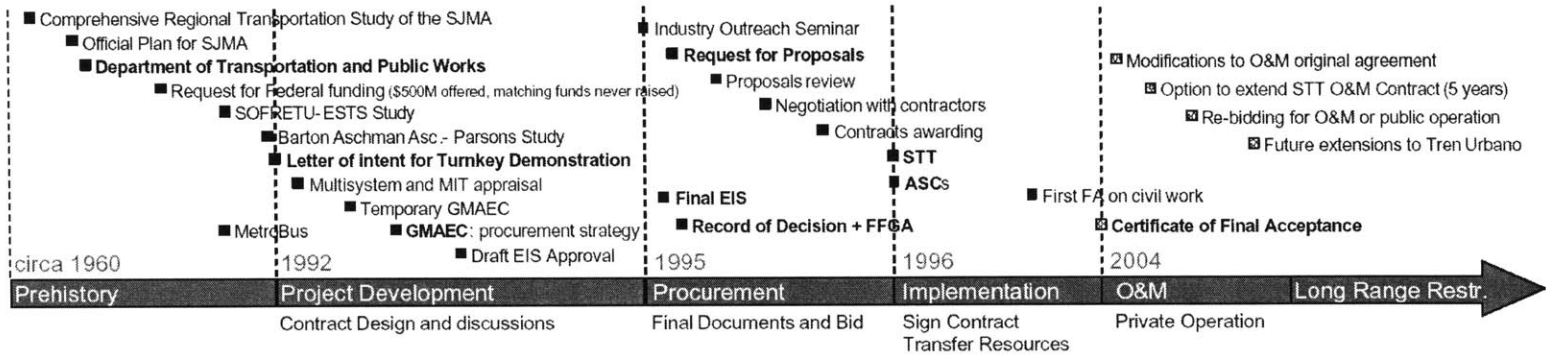 Comprehensive Regional Transportation Study of the SJMA
Official Plan for SJMA
Department of Transportation and Public Works
Request for Federal funding ($500M offered, matching funds never raised)
SOFRETU-ESTS Study
Barton Aschman Asc.- Parsons Study
Letter of intent for Turnkey Demonstration
Multisystem and MIT appraisal
Temporary GMAEC
MetroBus
GMAEC: procurement strategy
Draft EIS Approval
Industry Outreach Seminar
Request for Proposals
Proposals review
Negotiation with contractors
Contracts awarding
STT
ASCs
Final EIS
Record of Decision + FFGA
First FA on civil work
Certificate of Final Acceptance
Modifications to O&M original agreement
Option to extend STT O&M Contract (5 years)
Re-bidding for O&M or public operation
Future extensions to Tren Urbano
circa 1960
1992
1995
1996
2004
Prehistory
Project Development
Procurement
Implementation
O&M
Long Range Restr.
Contract Design and discussions
Final Documents and Bid
Sign Contract
Transfer Resources
Private Operation